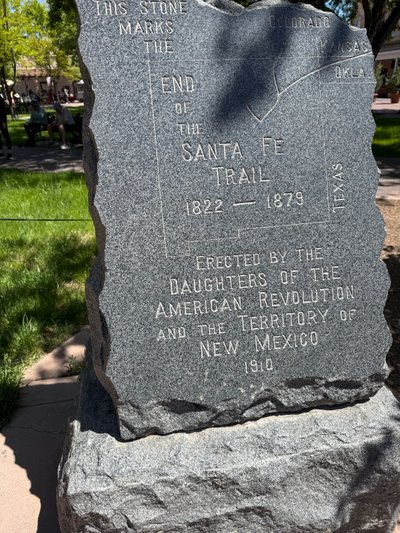 THIS STONE
MARKS
THE
END
OF
THE
SANTA FE
TRAIL
1822 — 1879
COLORADO
KANSAS
OKLA.
TEXAS
ERECTED BY THE
DAUGHTERS OF THE
AMERICAN REVOLUTION
AND THE TERRITORY OF
NEW MEXICO
1910